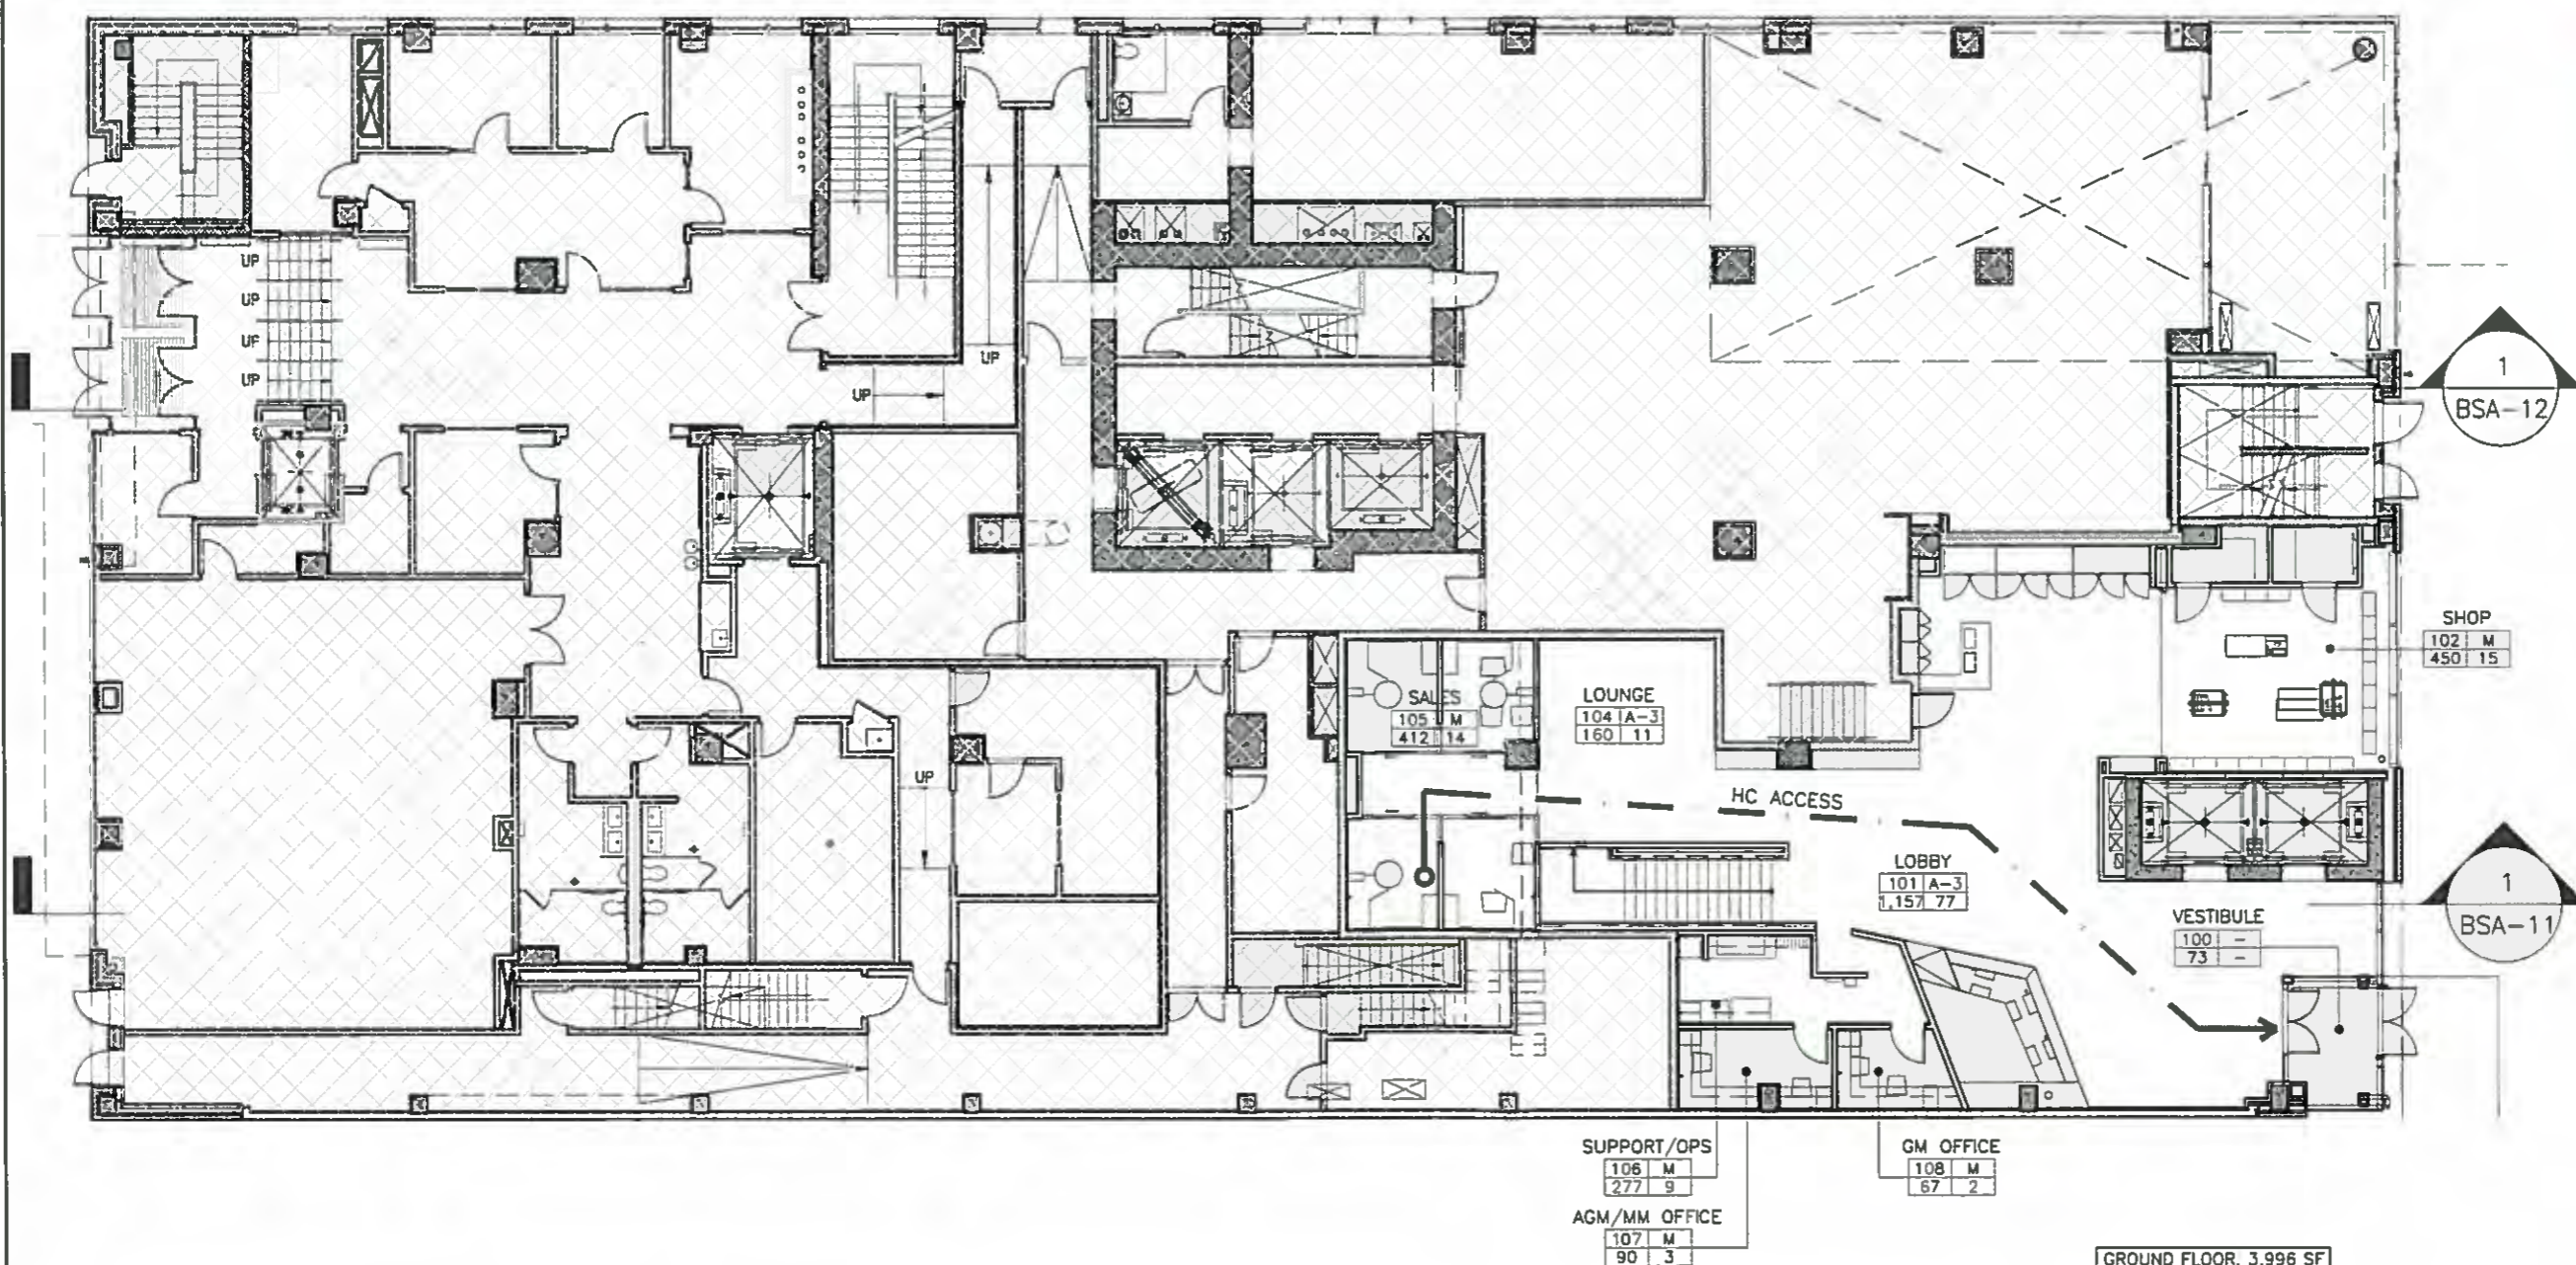 UP
UP
UP
UP
UP
UP
UP
1
BSA-12
SHOP
102 M
450 15
SALES
105 M
412 14
LOUNGE
104 A-3
160 11
HC ACCESS
LOBBY
101 A-3
1,157 77
VESTIBULE
100 -
73 -
1
BSA-11
SUPPORT/OPS
106 M
277 9
GM OFFICE
108 M
67 2
AGM/MM OFFICE
107 M
90 3
GROUND FLOOR, 3,996 SF